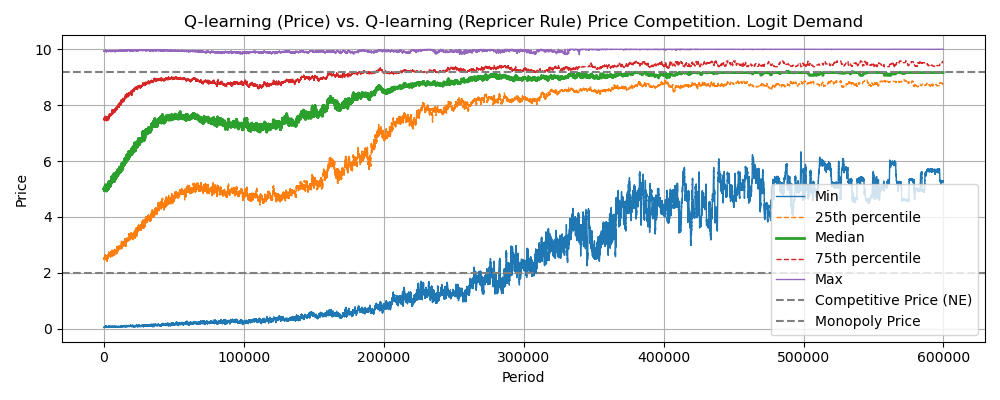 Q-learning (Price) vs. Q-learning (Repricer Rule) Price Competition. Logit Demand
10
8
6
4
2
0
Price
Min
25th percentile
Median
75th percentile
Max
Competitive Price (NE)
Monopoly Price
0 100000 200000 300000 400000 500000 600000
Period